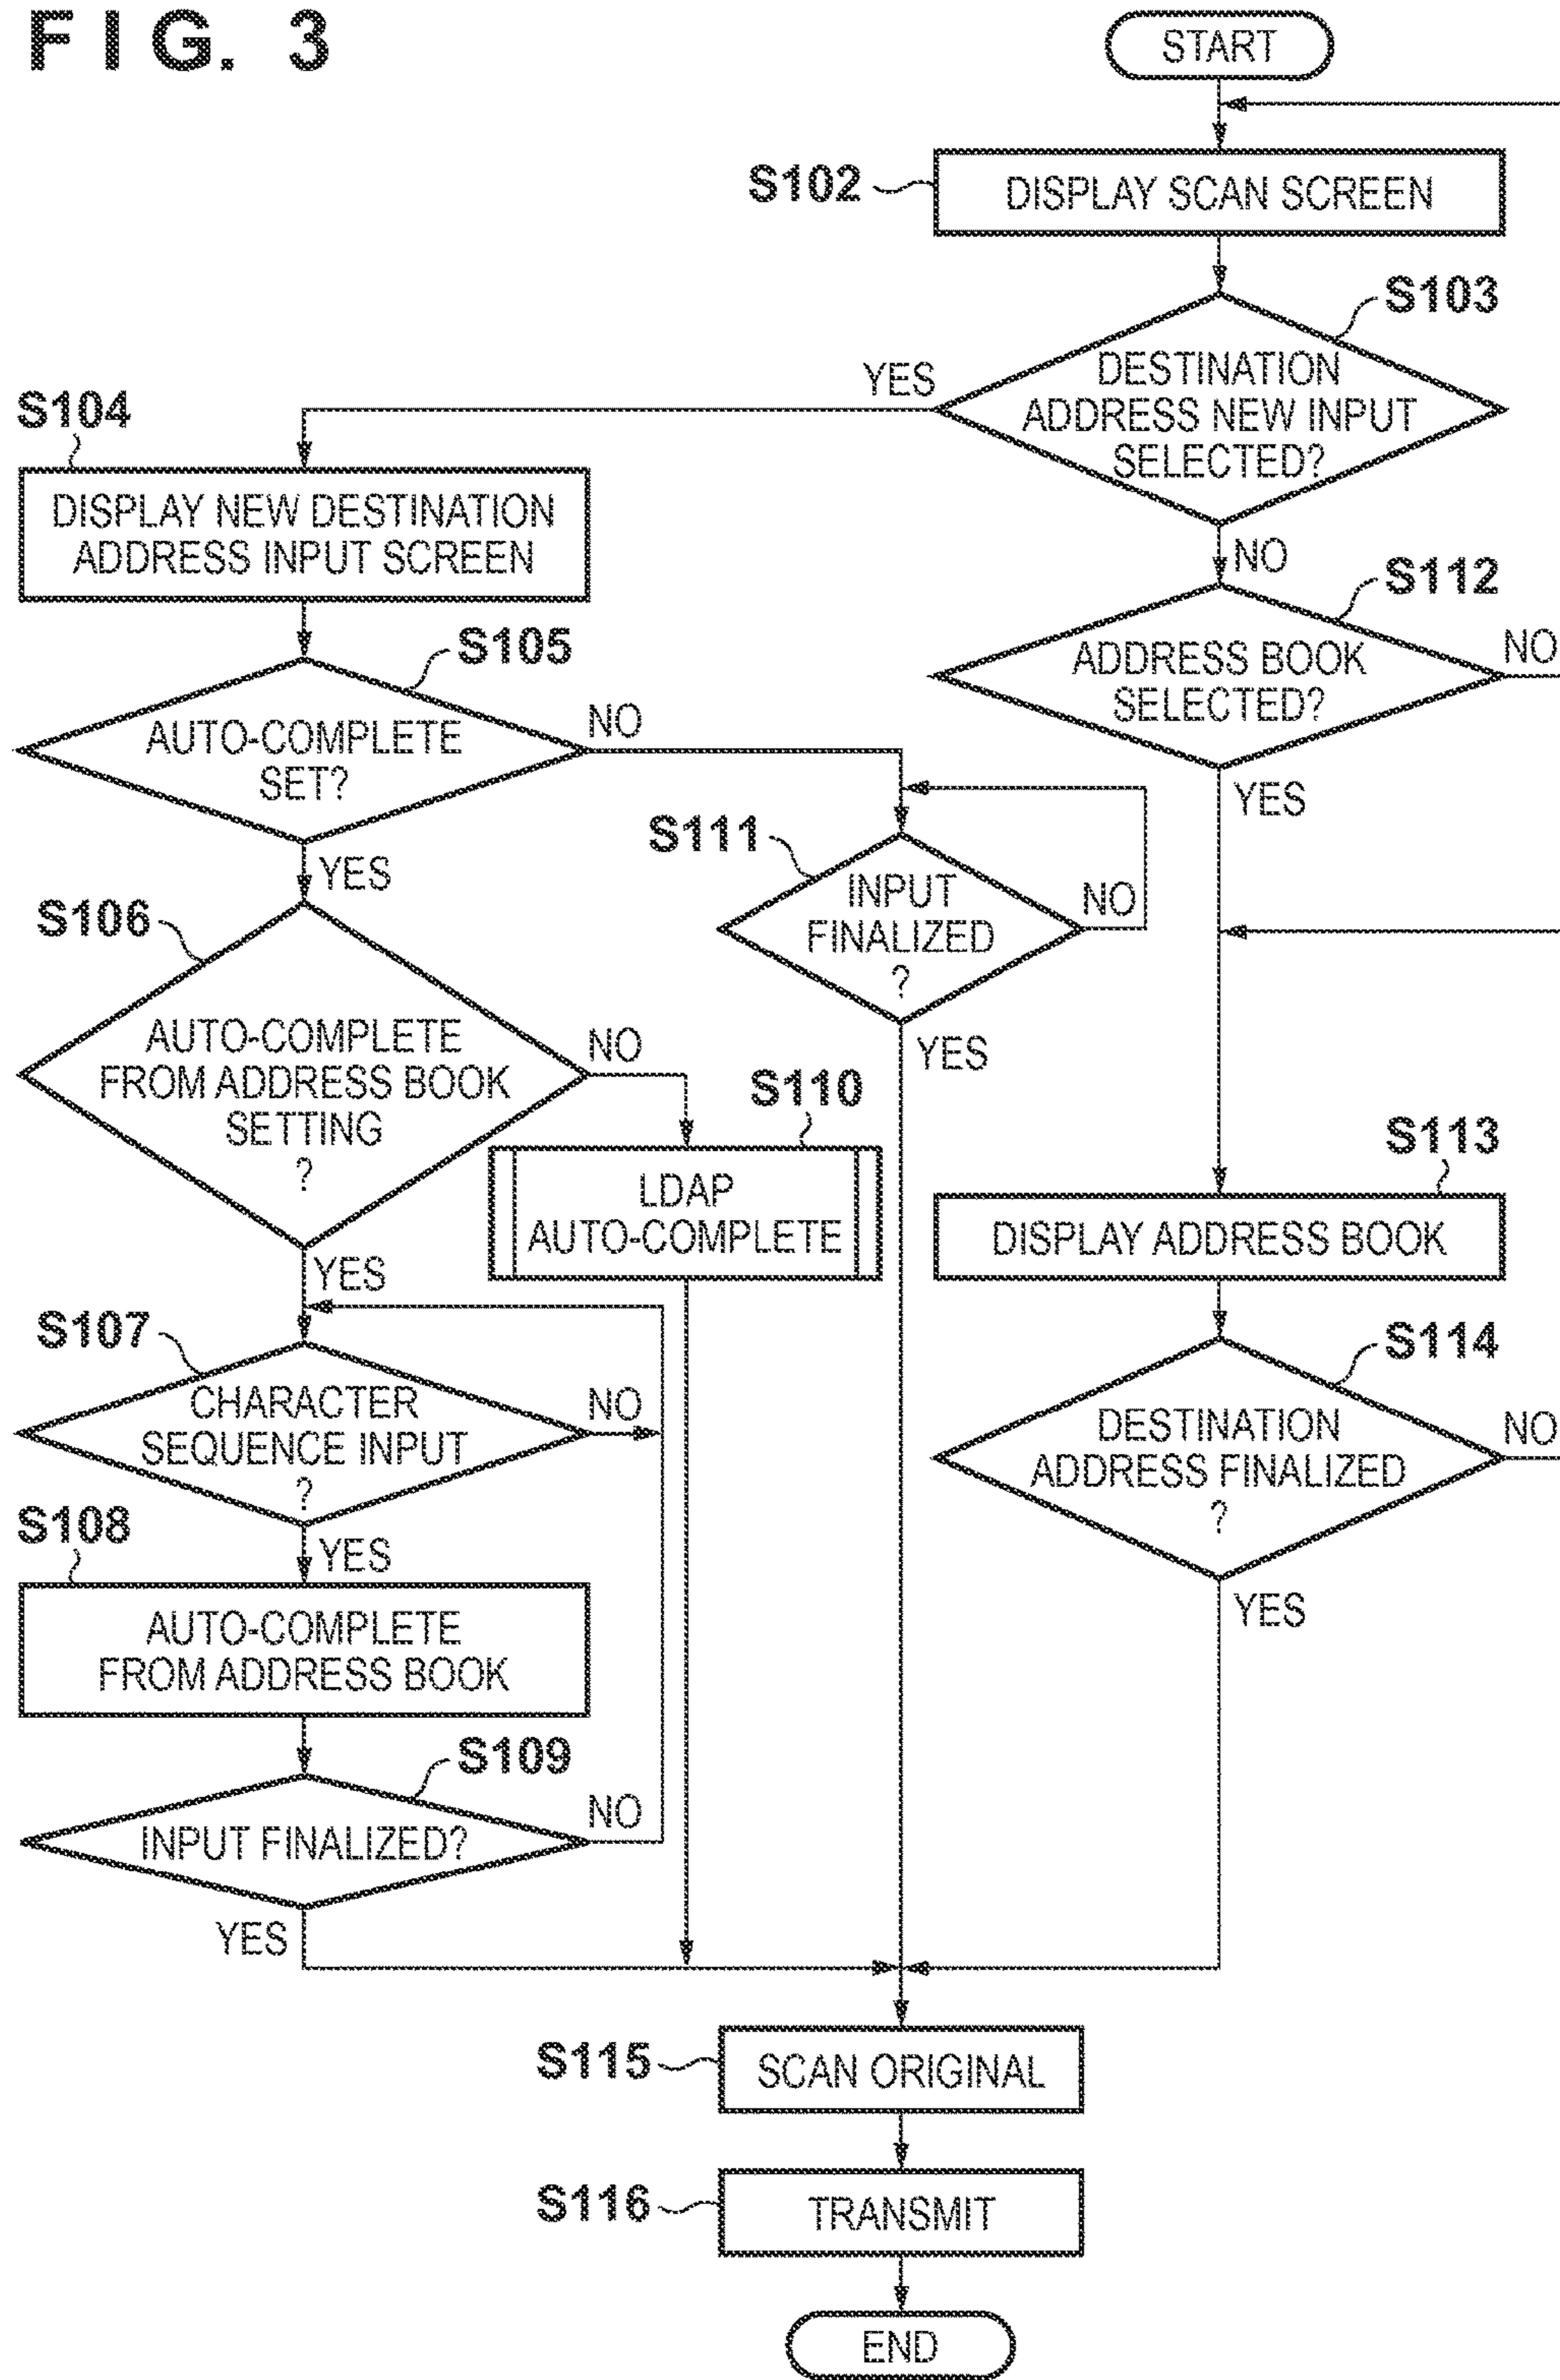 FIG. 3
START
S102
DISPLAY SCAN SCREEN
S103
DESTINATION
ADDRESS NEW INPUT
SELECTED?
YES
NO
S104
DISPLAY NEW DESTINATION
ADDRESS INPUT SCREEN
S105
AUTO-COMPLETE
SET?
NO
YES
S112
ADDRESS BOOK
SELECTED?
NO
YES
S111
INPUT
FINALIZED
?
NO
YES
S106
AUTO-COMPLETE
FROM ADDRESS BOOK
SETTING
?
NO
YES
S110
LDAP
AUTO-COMPLETE
S113
DISPLAY ADDRESS BOOK
S107
CHARACTER
SEQUENCE INPUT
?
NO
YES
S114
DESTINATION
ADDRESS FINALIZED
?
NO
YES
S108
AUTO-COMPLETE
FROM ADDRESS BOOK
S109
INPUT FINALIZED?
NO
YES
S115
SCAN ORIGINAL
S116
TRANSMIT
END